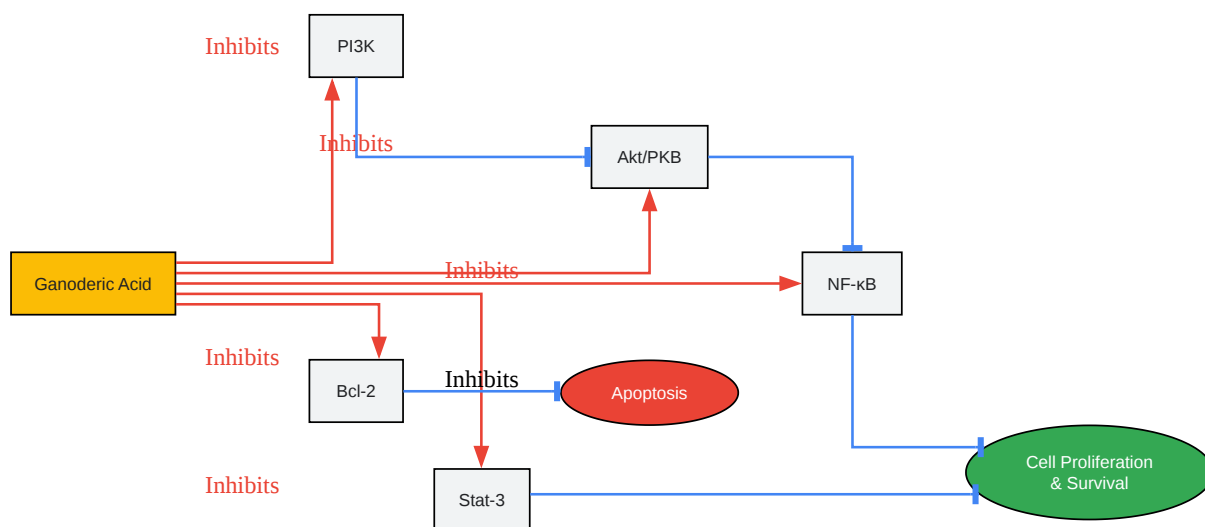 Inhibits
PI3K
Inhibits
Akt/PKB
Ganoderic Acid
Inhibits
NF-κB
Inhibits
Bcl-2
Inhibits
Apoptosis
Inhibits
Stat-3
Cell Proliferation
& Survival